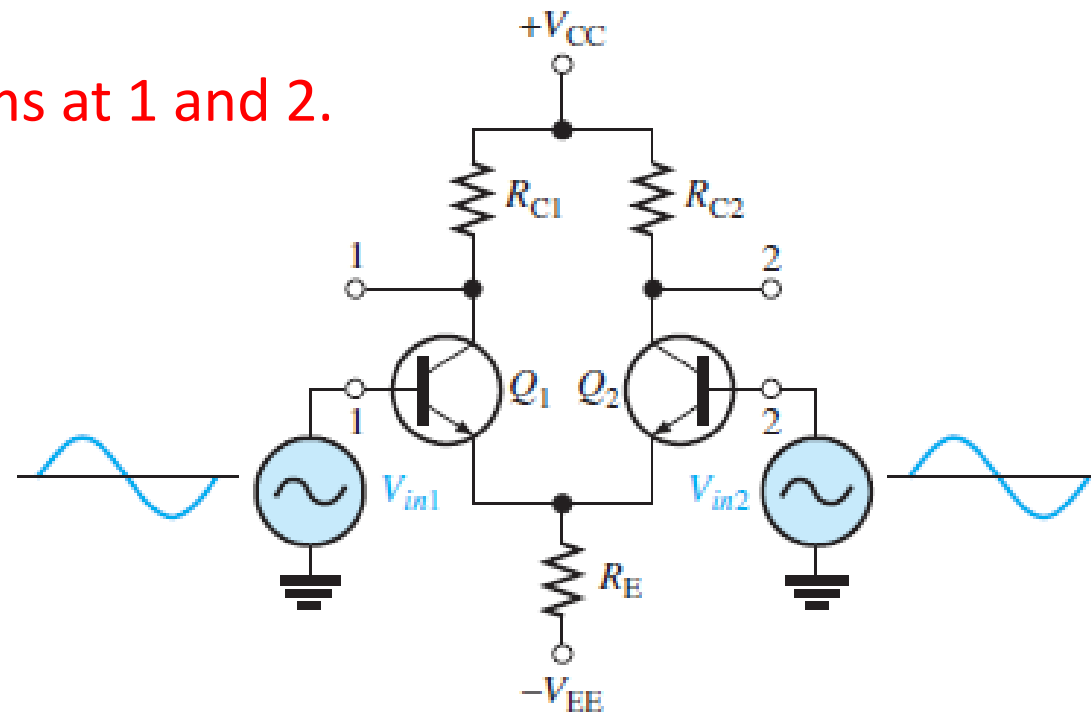 +VCC
ns at 1 and 2.
RC1 RC2
1 2
Q1 Q2
1 2
Vin1 Vin2
RE
−VEE